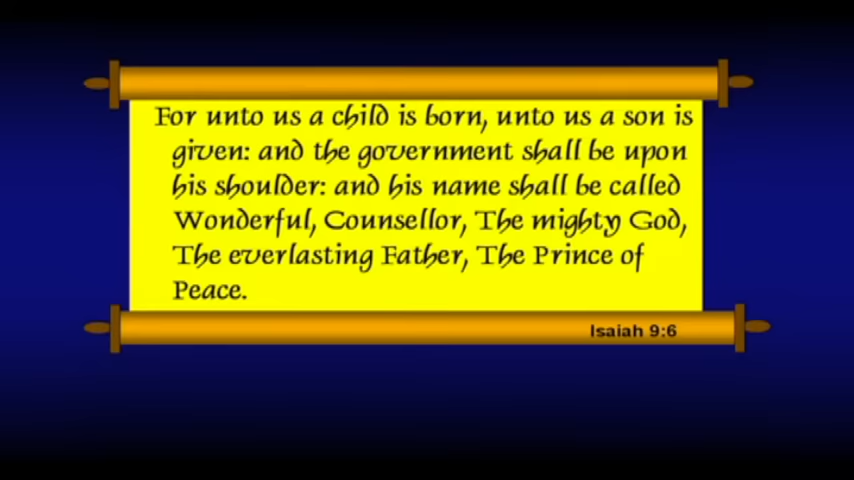 For unto us a child is born, unto us a son is
given: and the government shall be upon
his shoulder: and his name shall be called
Wonderful, Counsellor, The mighty God,
The everlasting Father, The Prince of
Peace.
Isaiah 9:6